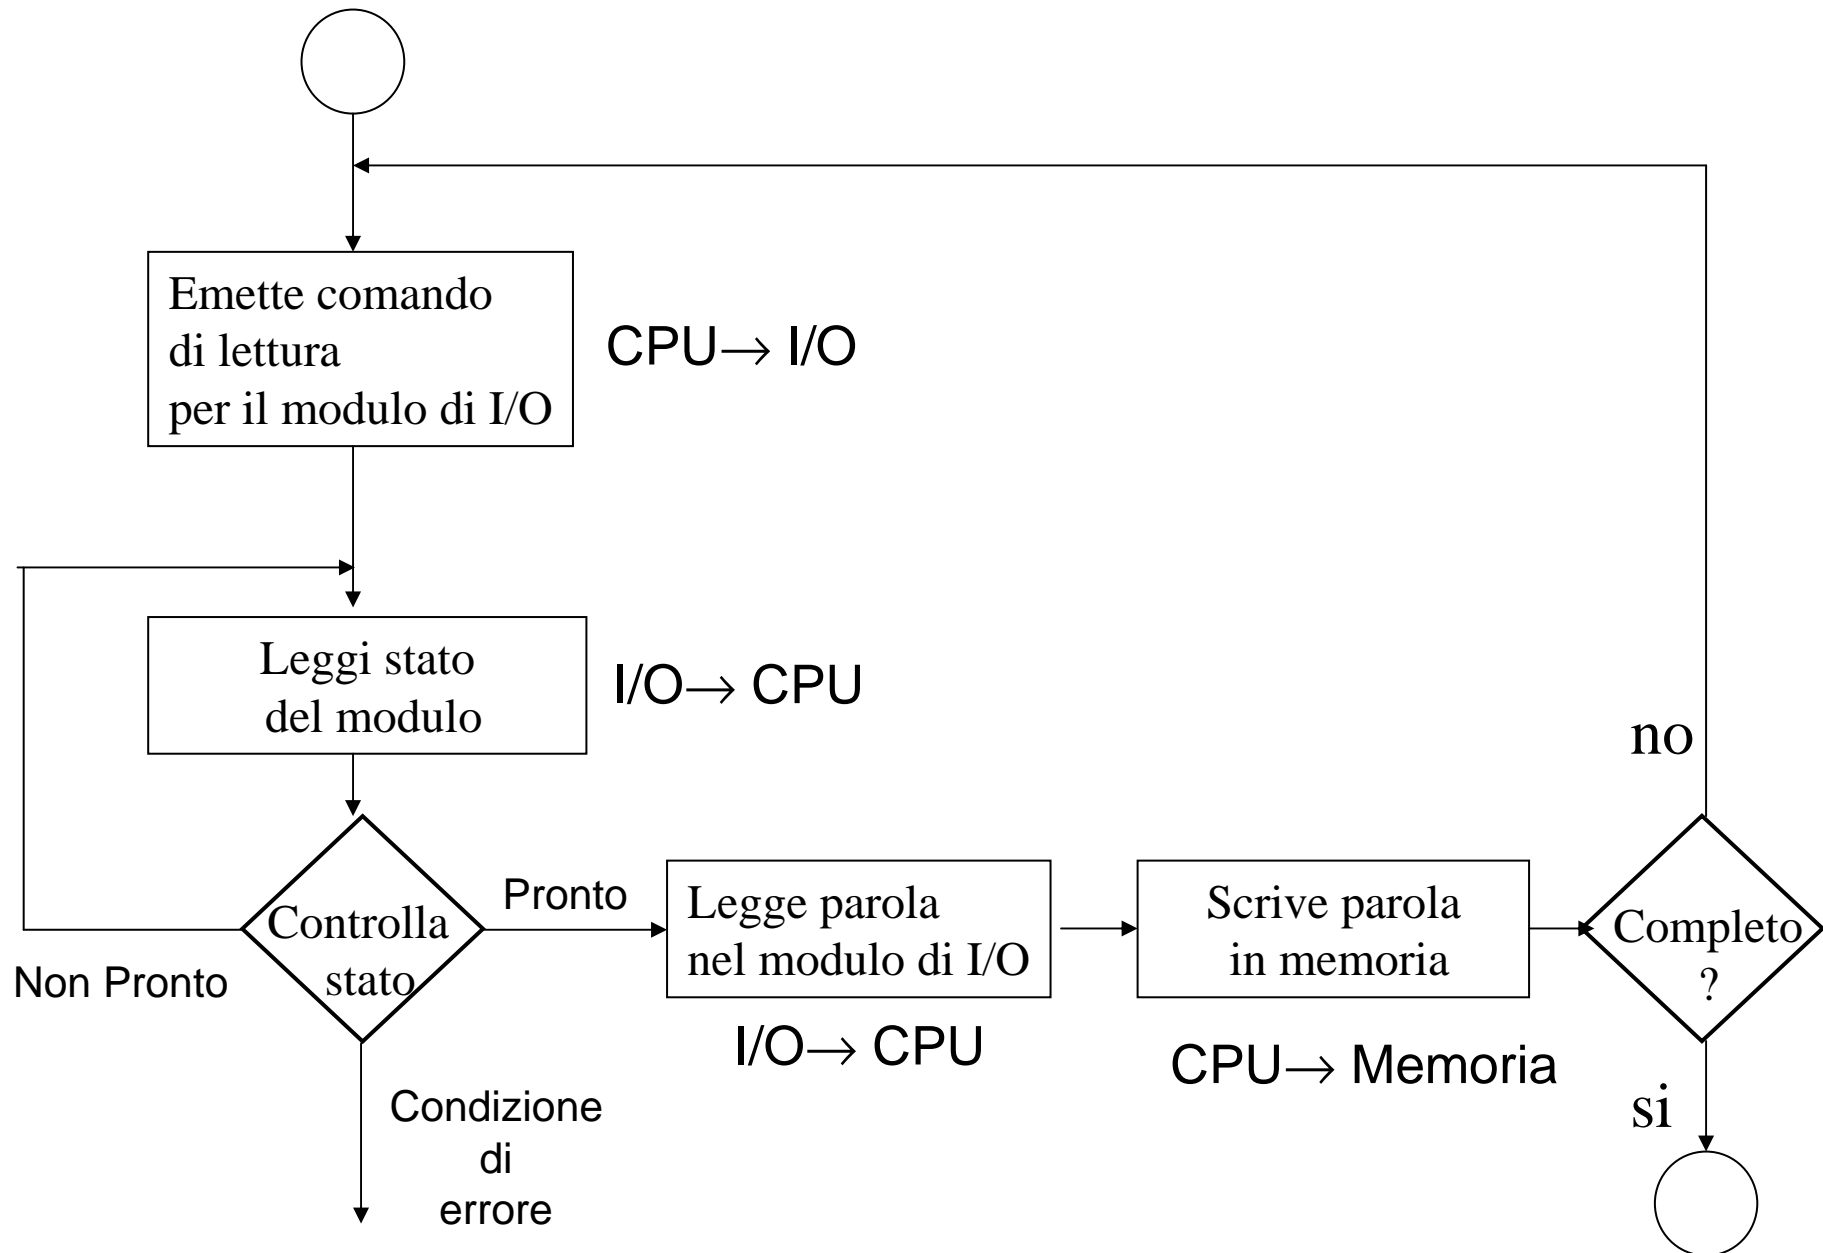 Emette comando
di lettura
per il modulo di I/O
CPU→ I/O
Leggi stato
del modulo
I/O→ CPU
no
Controlla
stato
Non Pronto
Pronto
Legge parola
nel modulo di I/O
I/O→ CPU
Scrive parola
in memoria
CPU→ Memoria
Completo
?
Condizione
di
errore
si